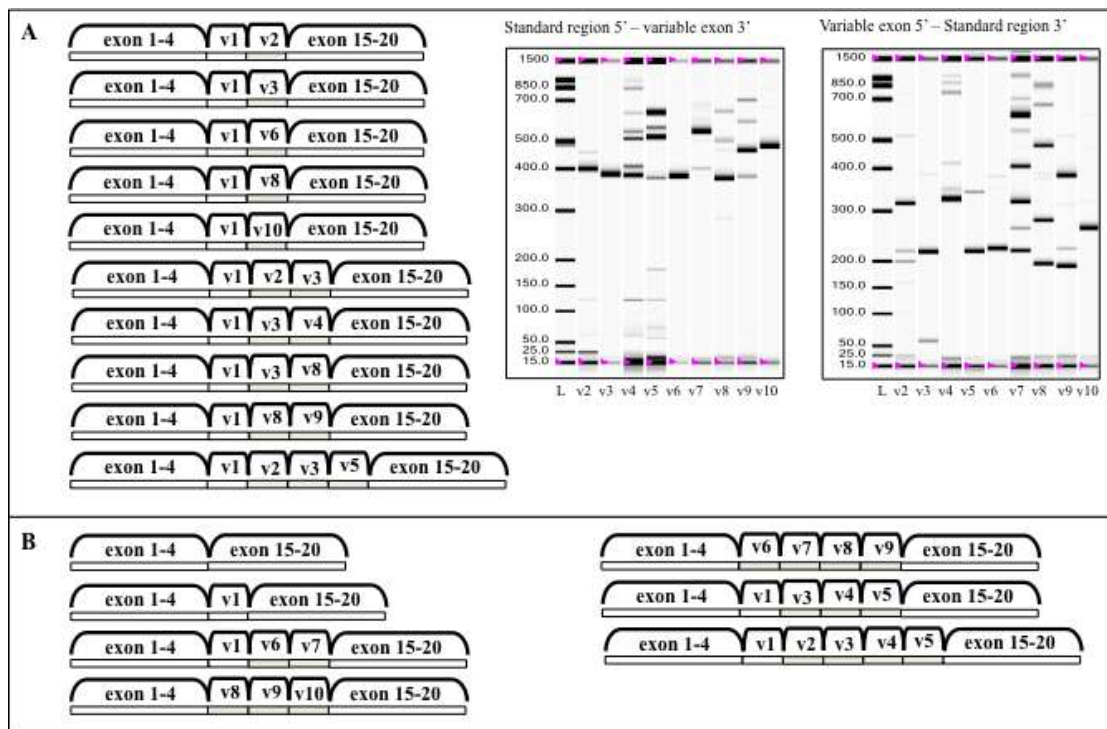 A
exon 1-4 v1 v2 exon 15-20
exon 1-4 v1 v3 exon 15-20
exon 1-4 v1 v6 exon 15-20
exon 1-4 v1 v8 exon 15-20
exon 1-4 v1 v10 exon 15-20
exon 1-4 v1 v2 v3 exon 15-20
exon 1-4 v1 v3 v4 exon 15-20
exon 1-4 v1 v3 v8 exon 15-20
exon 1-4 v1 v8 v9 exon 15-20
exon 1-4 v1 v2 v3 v5 exon 15-20
Standard region 5’ – variable exon 3’
1500
850.0
700.0
500.0
400.0
300.0
200.0
150.0
100.0
50.0
25.0
15.0
L v2 v3 v4 v5 v6 v7 v8 v9 v10
Variable exon 5’ – Standard region 3’
1500
850.0
700.0
500.0
400.0
300.0
200.0
150.0
100.0
50.0
25.0
15.0
L v2 v3 v4 v5 v6 v7 v8 v9 v10
B
exon 1-4 exon 15-20
exon 1-4 v1 exon 15-20
exon 1-4 v1 v6 v7 exon 15-20
exon 1-4 v8 v9 v10 exon 15-20
exon 1-4 v6 v7 v8 v9 exon 15-20
exon 1-4 v1 v3 v4 v5 exon 15-20
exon 1-4 v1 v2 v3 v4 v5 exon 15-20